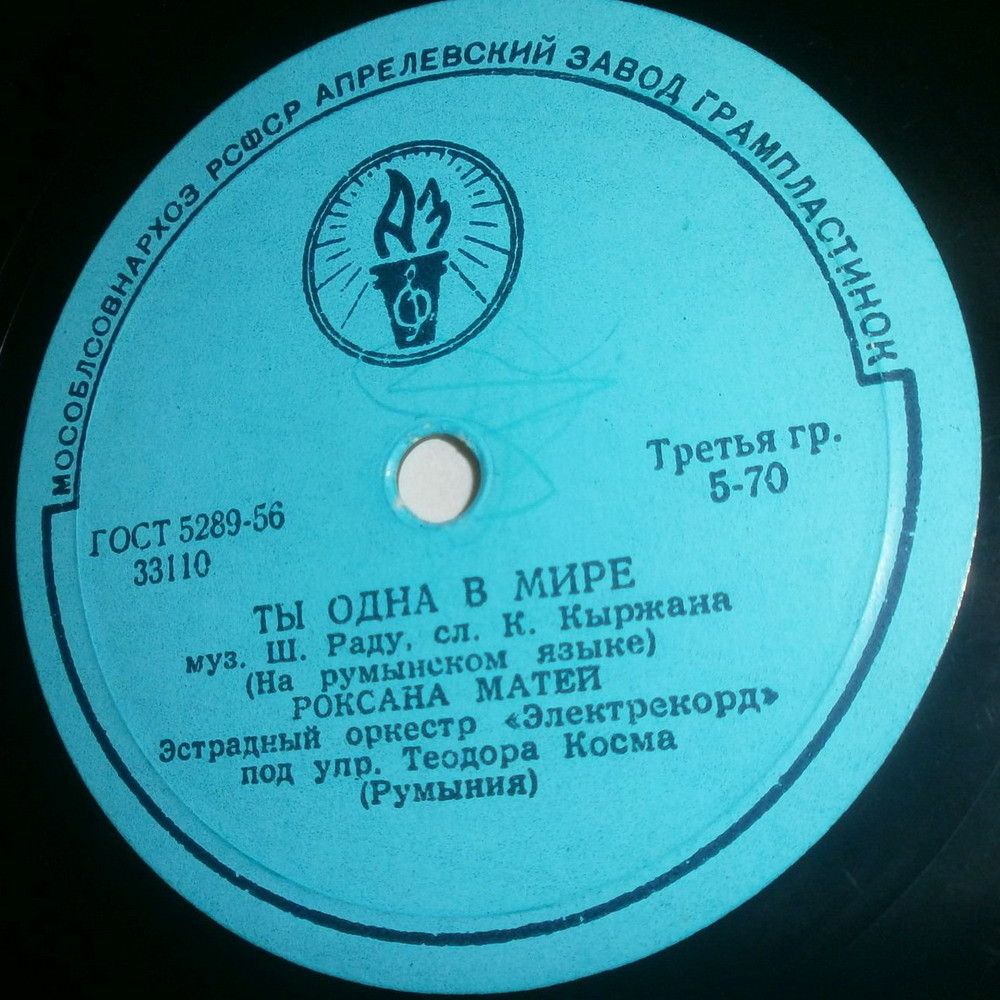 МОСОБЛСОВНАРХОЗ РСФСР АПРЕЛЕВСКИЙ ЗАВОД ГРАМПЛАСТИНОК
АЗ
Третья гр.
5-70
ГОСТ 5289-56
33110
ТЫ ОДНА В МИРЕ
муз. Ш. Раду, сл. К. Кыржана
(На румынском языке)
РОКСАНА МАТЕЙ
Эстрадный оркестр «Электрекорд»
под упр. Теодора Косма
(Румыния)